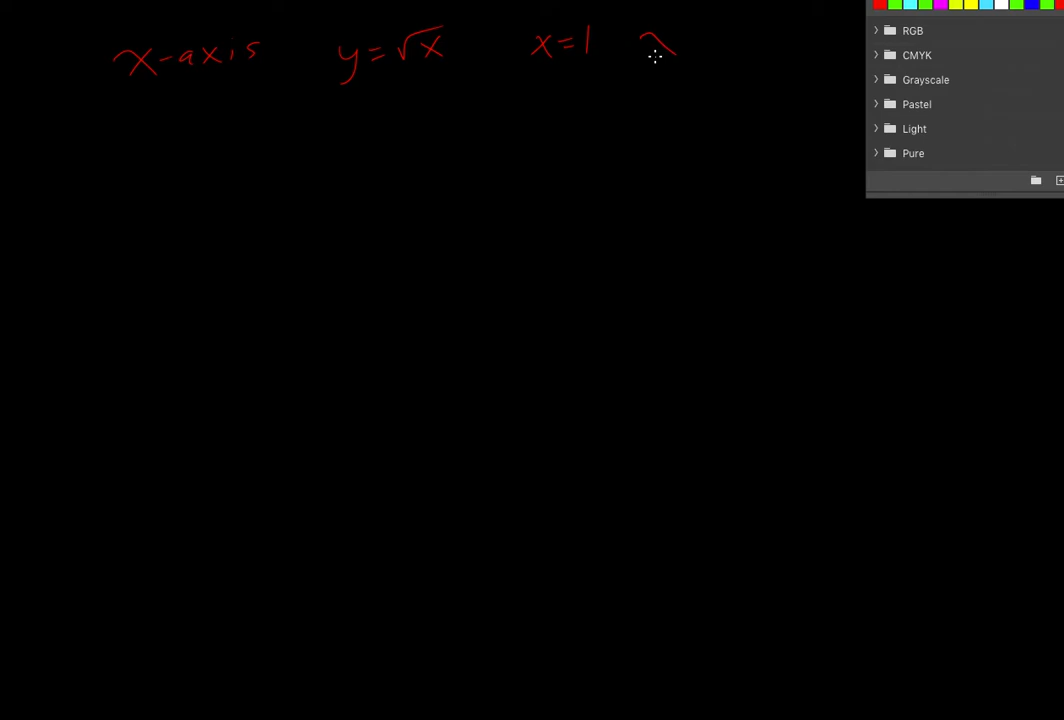 x-axis y=√x x=1
RGB
CMYK
Grayscale
Pastel
Light
Pure